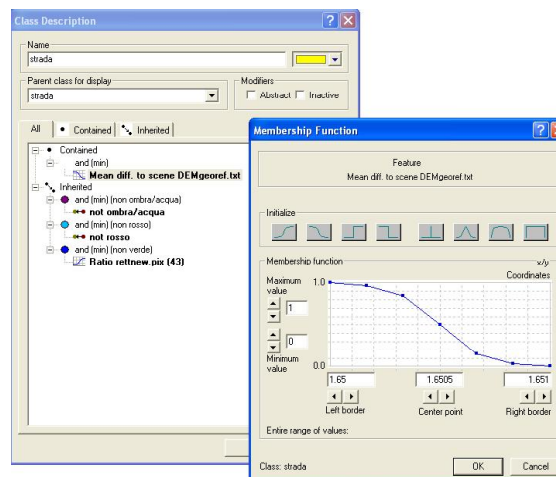 Class Description
Name
strada
Parent class for display
strada
Modifiers
Abstract
Inactive
All
Contained
Inherited
Contained
and (min)
Mean diff. to scene DEMgeoref.txt
Inherited
and (min) (non ombra/acqua)
not ombra/acqua
and (min) (non rosso)
not rosso
and (min) (non verde)
Ratio rettnew.pix (43)
Membership Function
Feature
Mean diff. to scene DEMgeoref.txt
Initialize
Membership function
x/y
Coordinates
Maximum
value
1.0
1
0
Minimum
value
0.0
1.65
1.6505
1.651
Left border
Center point
Right border
Entire range of values:
Class: strada
OK
Cancel